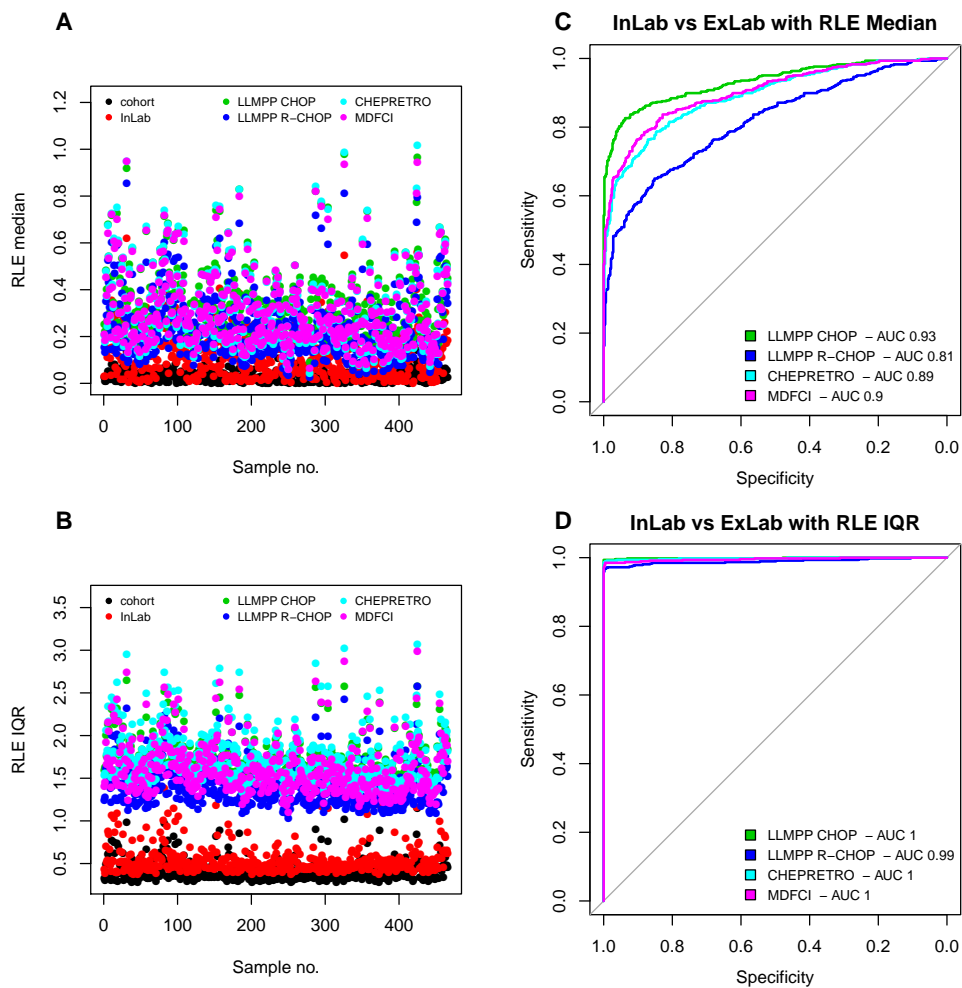 A
cohort
InLab
LLMPP CHOP
LLMPP R−CHOP
CHEPRETRO
MDFCI
RLE median
0.0
0.2
0.4
0.6
0.8
1.0
1.2
0
100
200
300
400
Sample no.
C
InLab vs ExLab with RLE Median
Sensitivity
0.0
0.2
0.4
0.6
0.8
1.0
LLMPP CHOP − AUC 0.93
LLMPP R−CHOP − AUC 0.81
CHEPRETRO − AUC 0.89
MDFCI − AUC 0.9
1.0
0.8
0.6
0.4
0.2
0.0
Specificity
B
cohort
InLab
LLMPP CHOP
LLMPP R−CHOP
CHEPRETRO
MDFCI
RLE IQR
0.5
1.0
1.5
2.0
2.5
3.0
3.5
0
100
200
300
400
Sample no.
D
InLab vs ExLab with RLE IQR
Sensitivity
0.0
0.2
0.4
0.6
0.8
1.0
LLMPP CHOP − AUC 1
LLMPP R−CHOP − AUC 0.99
CHEPRETRO − AUC 1
MDFCI − AUC 1
1.0
0.8
0.6
0.4
0.2
0.0
Specificity